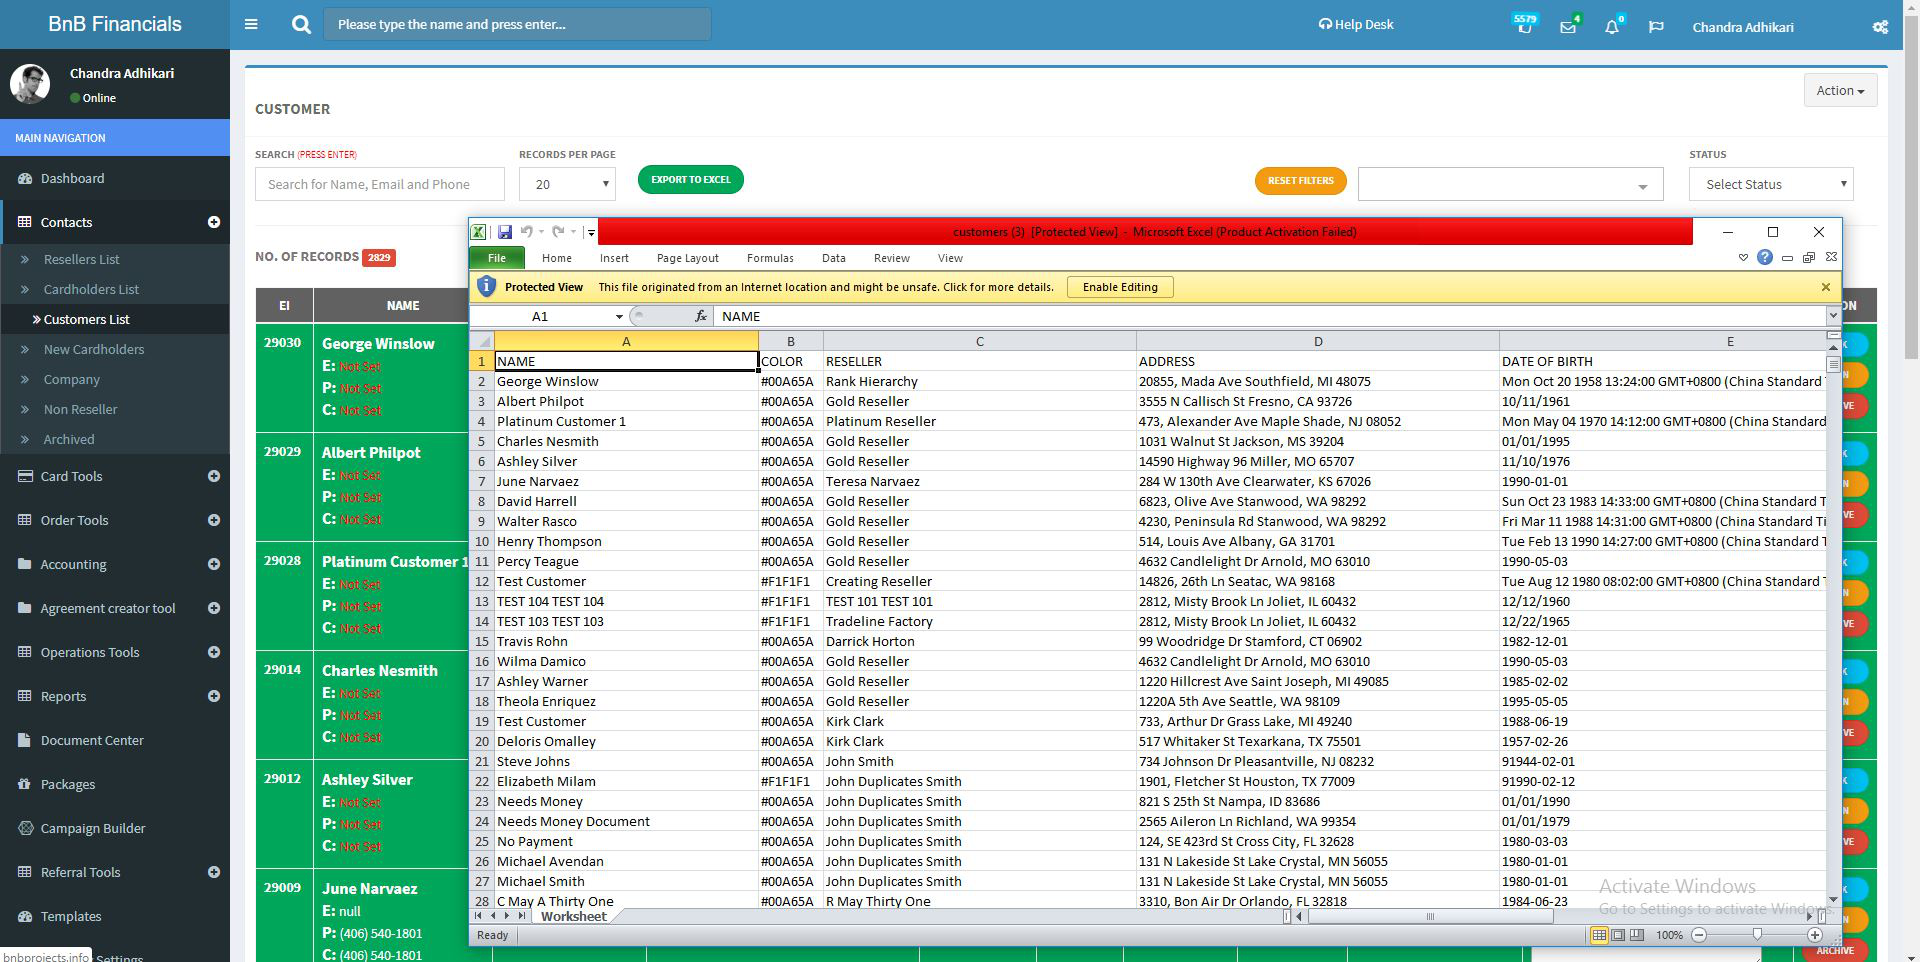 BnB Financials
Please type the name and press enter...
Help Desk
5579
4
0
Chandra Adhikari
Chandra Adhikari
Online
MAIN NAVIGATION
Dashboard
Contacts
Resellers List
Cardholders List
Customers List
New Cardholders
Company
Non Reseller
Archived
Card Tools
Order Tools
Accounting
Agreement creator tool
Operations Tools
Reports
Document Center
Packages
Campaign Builder
Referral Tools
Templates
Settings
bnbprojects.info
CUSTOMER
Action
SEARCH (PRESS ENTER)
Search for Name, Email and Phone
RECORDS PER PAGE
20
EXPORT TO EXCEL
RESET FILTERS
STATUS
Select Status
NO. OF RECORDS 2829
EI NAME
29030 George Winslow
E: Not Set
P: Not Set
C: Not Set
29029 Albert Philpot
E: Not Set
P: Not Set
C: Not Set
29028 Platinum Customer 1
E: Not Set
P: Not Set
C: Not Set
29014 Charles Nesmith
E: Not Set
P: Not Set
C: Not Set
29012 Ashley Silver
E: Not Set
P: Not Set
C: Not Set
29009 June Narvaez
E: null
P: (406) 540-1801
C: (406) 540-1801
customers (3) [Protected View] - Microsoft Excel (Product Activation Failed)
File Home Insert Page Layout Formulas Data Review View
Protected View This file originated from an Internet location and might be unsafe. Click for more details. Enable Editing
A1 fx NAME
A B C D E
1 NAME COLOR RESELLER ADDRESS DATE OF BIRTH
2 George Winslow #00A65A Rank Hierarchy 20855, Mada Ave Southfield, MI 48075 Mon Oct 20 1958 13:24:00 GMT+0800 (China Standard
3 Albert Philpot #00A65A Gold Reseller 3555 N Callisch St Fresno, CA 93726 10/11/1961
4 Platinum Customer 1 #00A65A Platinum Reseller 473, Alexander Ave Maple Shade, NJ 08052 Mon May 04 1970 14:12:00 GMT+0800 (China Standard
5 Charles Nesmith #00A65A Gold Reseller 1031 Walnut St Jackson, MS 39204 01/01/1995
6 Ashley Silver #00A65A Gold Reseller 14590 Highway 96 Miller, MO 65707 11/10/1976
7 June Narvaez #00A65A Teresa Narvaez 284 W 130th Ave Clearwater, KS 67026 1990-01-01
8 David Harrell #00A65A Gold Reseller 6823, Olive Ave Stanwood, WA 98292 Sun Oct 23 1983 14:33:00 GMT+0800 (China Standard T
9 Walter Rasco #00A65A Gold Reseller 4230, Peninsula Rd Stanwood, WA 98292 Fri Mar 11 1988 14:31:00 GMT+0800 (China Standard Ti
10 Henry Thompson #00A65A Gold Reseller 514, Louis Ave Albany, GA 31701 Tue Feb 13 1990 14:27:00 GMT+0800 (China Standard T
11 Percy Teague #00A65A Gold Reseller 4632 Candlelight Dr Arnold, MO 63010 1990-05-03
12 Test Customer #F1F1F1 Creating Reseller 14826, 26th Ln Seatac, WA 98168 Tue Aug 12 1980 08:02:00 GMT+0800 (China Standard
13 TEST 104 TEST 104 #F1F1F1 TEST 101 TEST 101 2812, Misty Brook Ln Joliet, IL 60432 12/12/1960
14 TEST 103 TEST 103 #F1F1F1 Tradeline Factory 2812, Misty Brook Ln Joliet, IL 60432 12/22/1965
15 Travis Rohn #00A65A Darrick Horton 99 Woodridge Dr Stamford, CT 06902 1982-12-01
16 Wilma Damico #00A65A Gold Reseller 4632 Candlelight Dr Arnold, MO 63010 1990-05-03
17 Ashley Warner #00A65A Gold Reseller 1220 Hillcrest Ave Saint Joseph, MI 49085 1985-02-02
18 Theola Enriquez #00A65A Gold Reseller 1220A 5th Ave Seattle, WA 98109 1995-05-05
19 Test Customer #00A65A Kirk Clark 733, Arthur Dr Grass Lake, MI 49240 1988-06-19
20 Deloris Omalley #00A65A Kirk Clark 517 Whitaker St Texarkana, TX 75501 1957-02-26
21 Steve Johns #00A65A John Smith 734 Johnson Dr Pleasantville, NJ 08232 91944-02-01
22 Elizabeth Milam #F1F1F1 John Duplicates Smith 1901, Fletcher St Houston, TX 77009 91990-02-12
23 Needs Money #00A65A John Duplicates Smith 821 S 25th St Nampa, ID 83686 01/01/1990
24 Needs Money Document #00A65A John Duplicates Smith 2565 Aileron Ln Richland, WA 99354 01/01/1979
25 No Payment #00A65A John Duplicates Smith 124, SE 423rd St Cross City, FL 32628 1980-03-03
26 Michael Avendan #00A65A John Duplicates Smith 131 N Lakeside St Lake Crystal, MN 56055 1980-01-01
27 Michael Smith #00A65A John Duplicates Smith 131 N Lakeside St Lake Crystal, MN 56055 1980-01-01
28 C May A Thirty One #00A65A R May Thirty One 3310, Bon Air Dr Orlando, FL 32818 1984-06-23
Worksheet
Ready
100%
Activate Windows
Go to Settings to activate Windows.
ARCHIVE